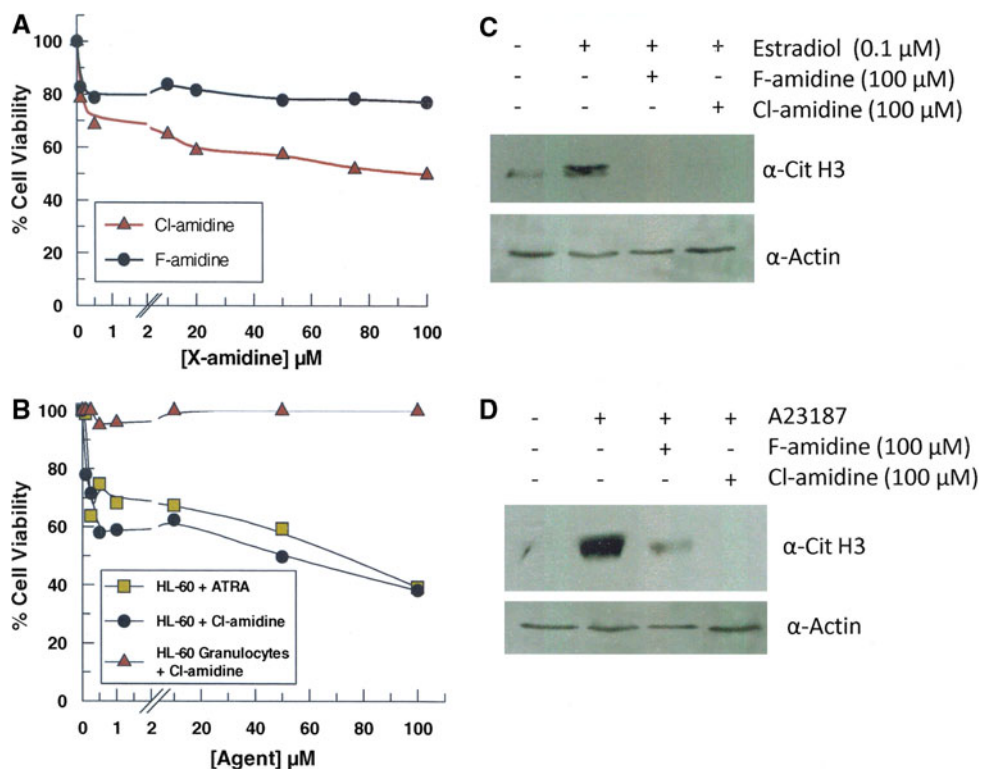 A
100
80
60
40
20
0
% Cell Viability
Cl-amidine
F-amidine
0 1 2 20 40 60 80 100
[X-amidine] µM
B
100
80
60
40
20
0
% Cell Viability
HL-60 + ATRA
HL-60 + Cl-amidine
HL-60 Granulocytes
+ Cl-amidine
0 1 2 20 40 60 80 100
[Agent] µM
C
- + + + Estradiol (0.1 µM)
- - + - F-amidine (100 µM)
- - - + Cl-amidine (100 µM)
α-Cit H3
α-Actin
D
- + + + A23187
- - + - F-amidine (100 µM)
- - - + Cl-amidine (100 µM)
α-Cit H3
α-Actin